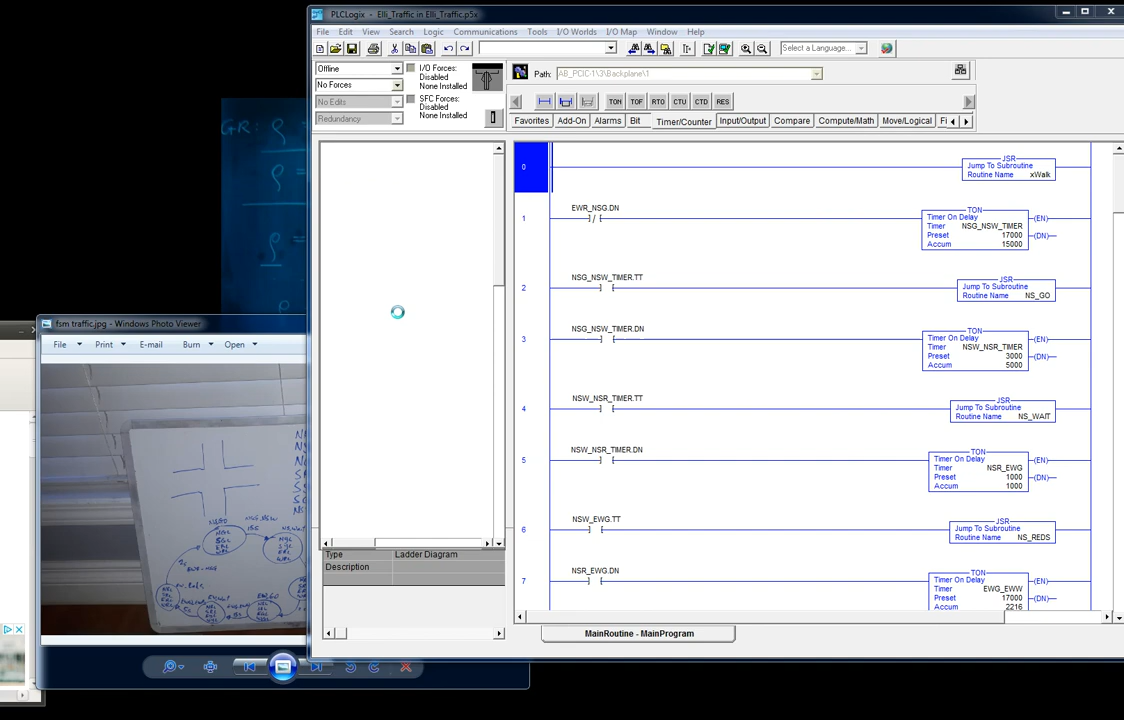 PLCLogix - Elli_Traffic in Elli_Traffic.p5x
File Edit View Search Logic Communications Tools I/O Worlds I/O Map Window Help
Select a Language...
Offline
No Forces
No Edits
Redundancy
I/O Forces:
Disabled
None Installed
SFC Forces:
Disabled
None Installed
Path: AB_PCIC-1\3\Backplane\1
TON TOF RTO CTU CTD RES
Favorites Add-On Alarms Bit Timer/Counter Input/Output Compare Compute/Math Move/Logical Fi
Type Ladder Diagram
Description
0
JSR
Jump To Subroutine
Routine Name xWalk
1
EWR_NSG.DN
TON
Timer On Delay (EN)
Timer NSG_NSW_TIMER
Preset 17000 (DN)
Accum 15000
2
NSG_NSW_TIMER.TT
JSR
Jump To Subroutine
Routine Name NS_GO
3
NSG_NSW_TIMER.DN
TON
Timer On Delay (EN)
Timer NSW_NSR_TIMER
Preset 3000 (DN)
Accum 5000
4
NSW_NSR_TIMER.TT
JSR
Jump To Subroutine
Routine Name NS_WAIT
5
NSW_NSR_TIMER.DN
TON
Timer On Delay (EN)
Timer NSR_EWG
Preset 1000 (DN)
Accum 1000
6
NSW_EWG.TT
JSR
Jump To Subroutine
Routine Name NS_REDS
7
NSR_EWG.DN
TON
Timer On Delay (EN)
Timer EWG_EWW
Preset 17000 (DN)
Accum 2216
MainRoutine - MainProgram
GR:
fsm traffic.jpg - Windows Photo Viewer
File Print E-mail Burn Open
NSGO